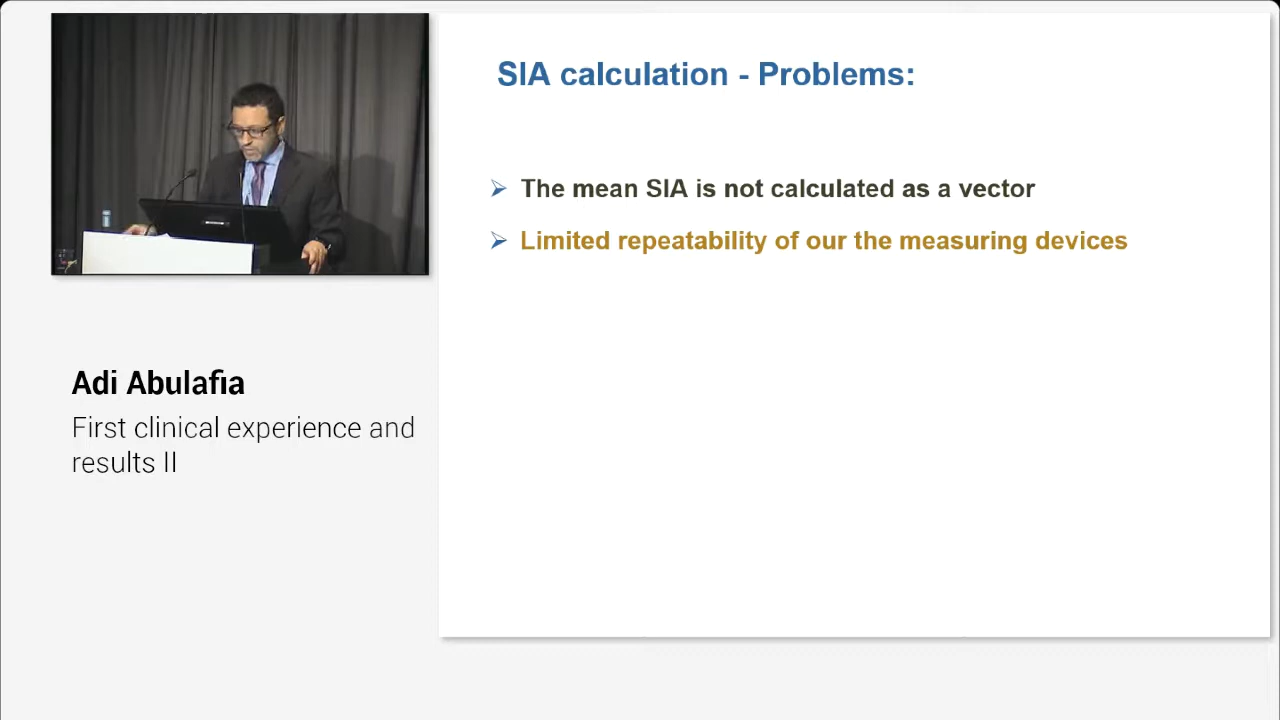 SIA calculation - Problems:
The mean SIA is not calculated as a vector
Limited repeatability of our the measuring devices
Adi Abulafia
First clinical experience and
results II